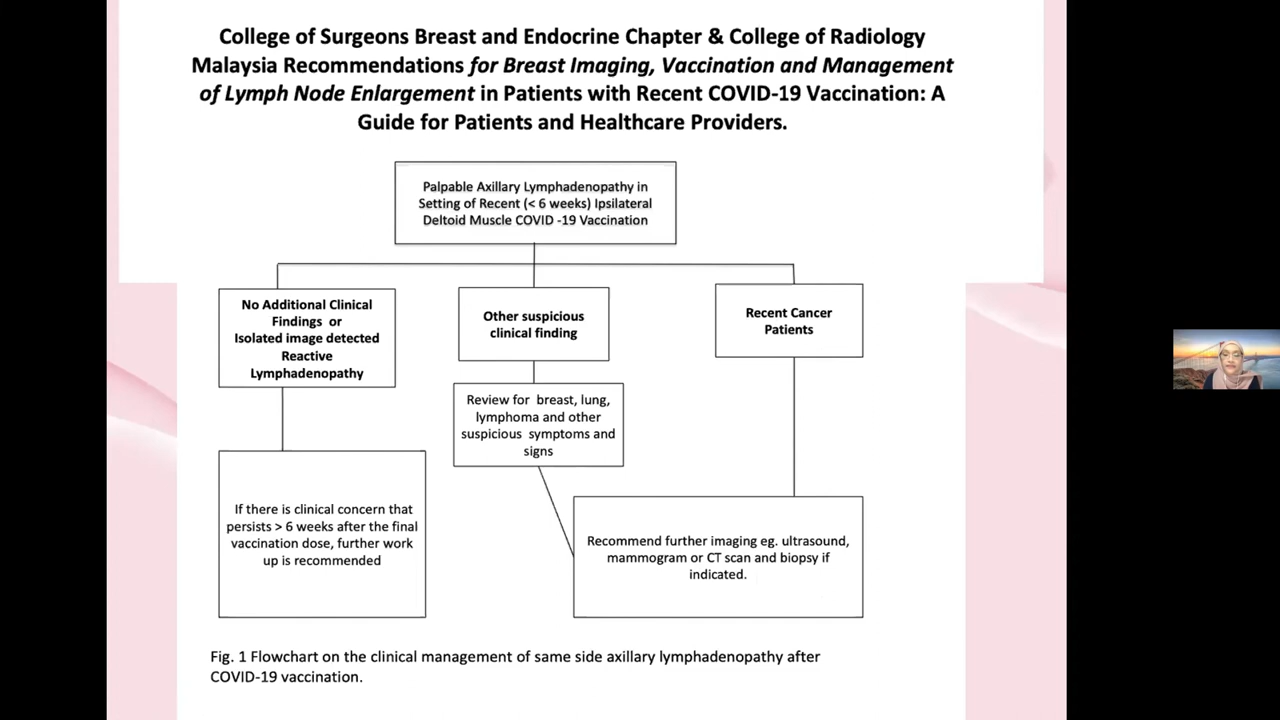 College of Surgeons Breast and Endocrine Chapter & College of Radiology
Malaysia Recommendations for Breast Imaging, Vaccination and Management
of Lymph Node Enlargement in Patients with Recent COVID-19 Vaccination: A
Guide for Patients and Healthcare Providers.
Palpable Axillary Lymphadenopathy in
Setting of Recent (< 6 weeks) Ipsilateral
Deltoid Muscle COVID -19 Vaccination
No Additional Clinical
Findings or
Isolated image detected
Reactive
Lymphadenopathy
Other suspicious
clinical finding
Recent Cancer
Patients
Review for breast, lung,
lymphoma and other
suspicious symptoms and
signs
If there is clinical concern that
persists > 6 weeks after the final
vaccination dose, further work
up is recommended
Recommend further imaging eg. ultrasound,
mammogram or CT scan and biopsy if
indicated.
Fig. 1 Flowchart on the clinical management of same side axillary lymphadenopathy after
COVID-19 vaccination.